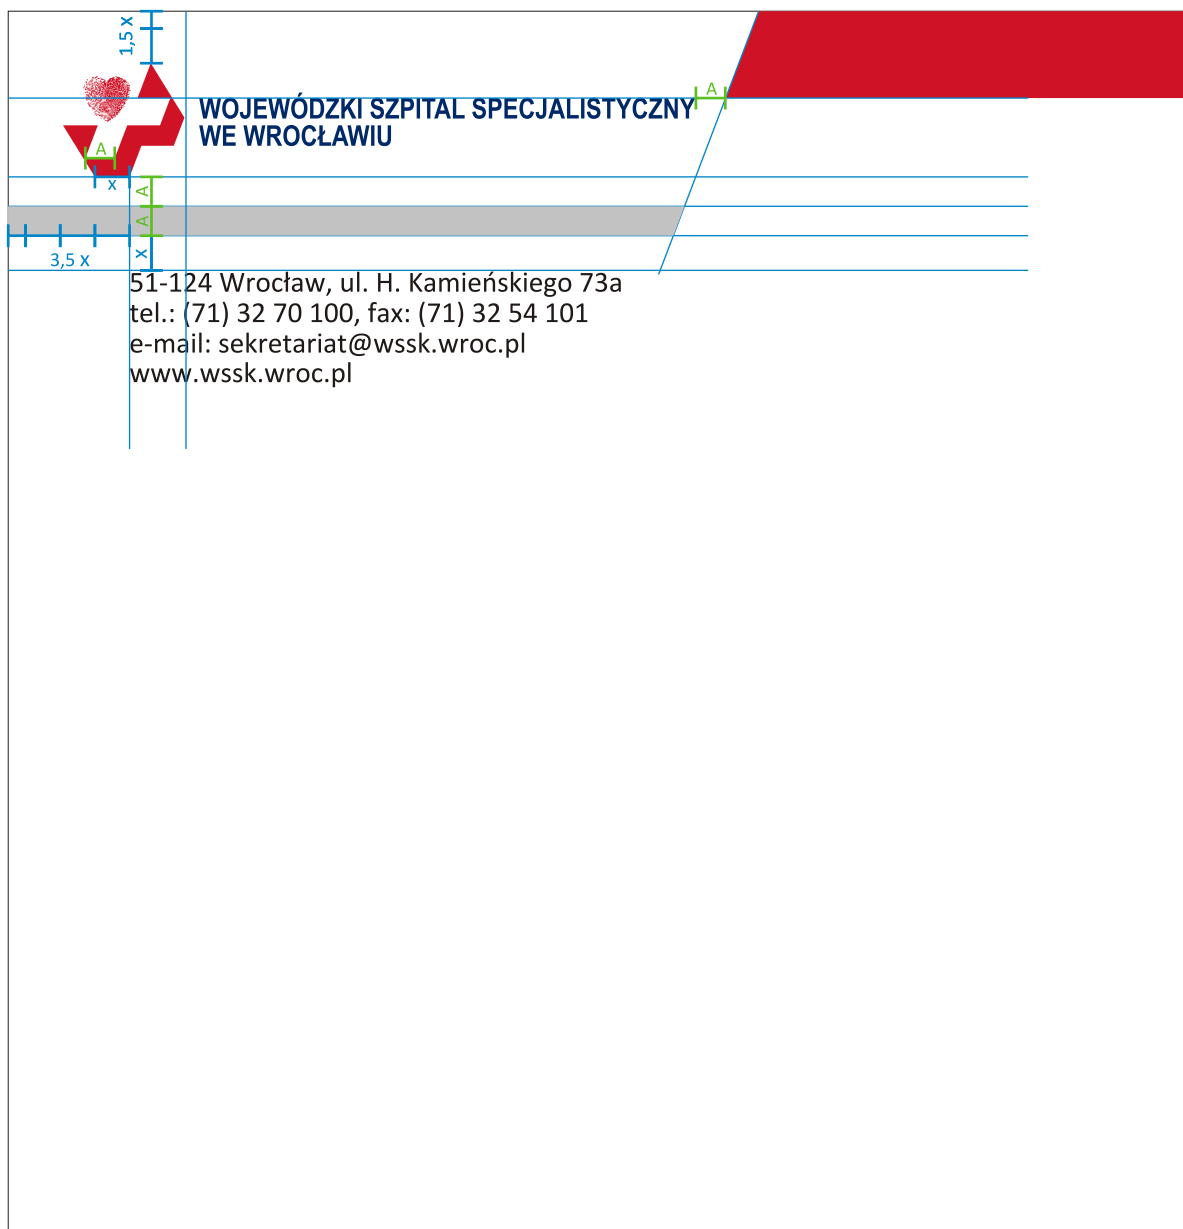 1,5 x
A
WOJEWÓDZKI SZPITAL SPECJALISTYCZNY
WE WROCŁAWIU
A
x
A
A
3,5 x
x
51-124 Wrocław, ul. H. Kamieńskiego 73a
tel.: (71) 32 70 100, fax: (71) 32 54 101
e-mail: sekretariat@wssk.wroc.pl
www.wssk.wroc.pl